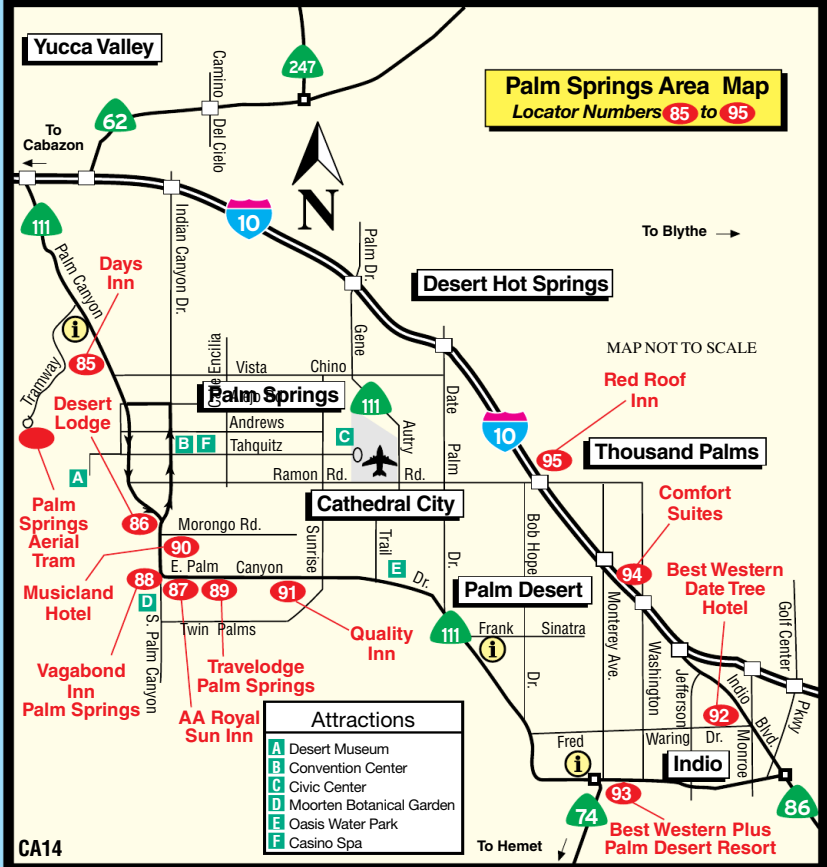 Yucca Valley
247
Palm Springs Area Map
Locator Numbers 85 to 95
Camino
Del Cielo
62
To
Cabazon
N
10
111
Palm Canyon
Indian Canyon Dr.
Palm Dr.
To Blythe
Days
Inn
Desert Hot Springs
i
85
Tramway
Gene
MAP NOT TO SCALE
Vista
Chino
Red Roof
Inn
Palm Springs
111
Date
Palm
Dr.
Desert
Lodge
Andrews
B
F
Tahquitz
C
Autry
10
95
Thousand Palms
A
Ramon Rd.
Rd.
Palm
Springs
Aerial
Tram
86
Cathedral City
Comfort
Suites
Morongo Rd.
Sunrise
Trail
Bob Hope
Dr.
90
Musicland
Hotel
E. Palm
Canyon
Dr.
E
94
Best Western
Date Tree
Hotel
88
87
89
91
D
Palm Desert
Monterey Ave.
Golf Center
Pkwy
S. Palm Canyon
Twin Palms
Quality
Inn
111
Frank
Sinatra
i
Washington
Vagabond
Inn
Palm Springs
Travelodge
Palm Springs
AA Royal
Sun Inn
Jefferson
Indio
Blvd.
92
Monroe
Fred
Waring
Dr.
i
Indio
Attractions
A Desert Museum
B Convention Center
C Civic Center
D Moorten Botanical Garden
E Oasis Water Park
F Casino Spa
93
74
86
Best Western Plus
Palm Desert Resort
To Hemet
CA14